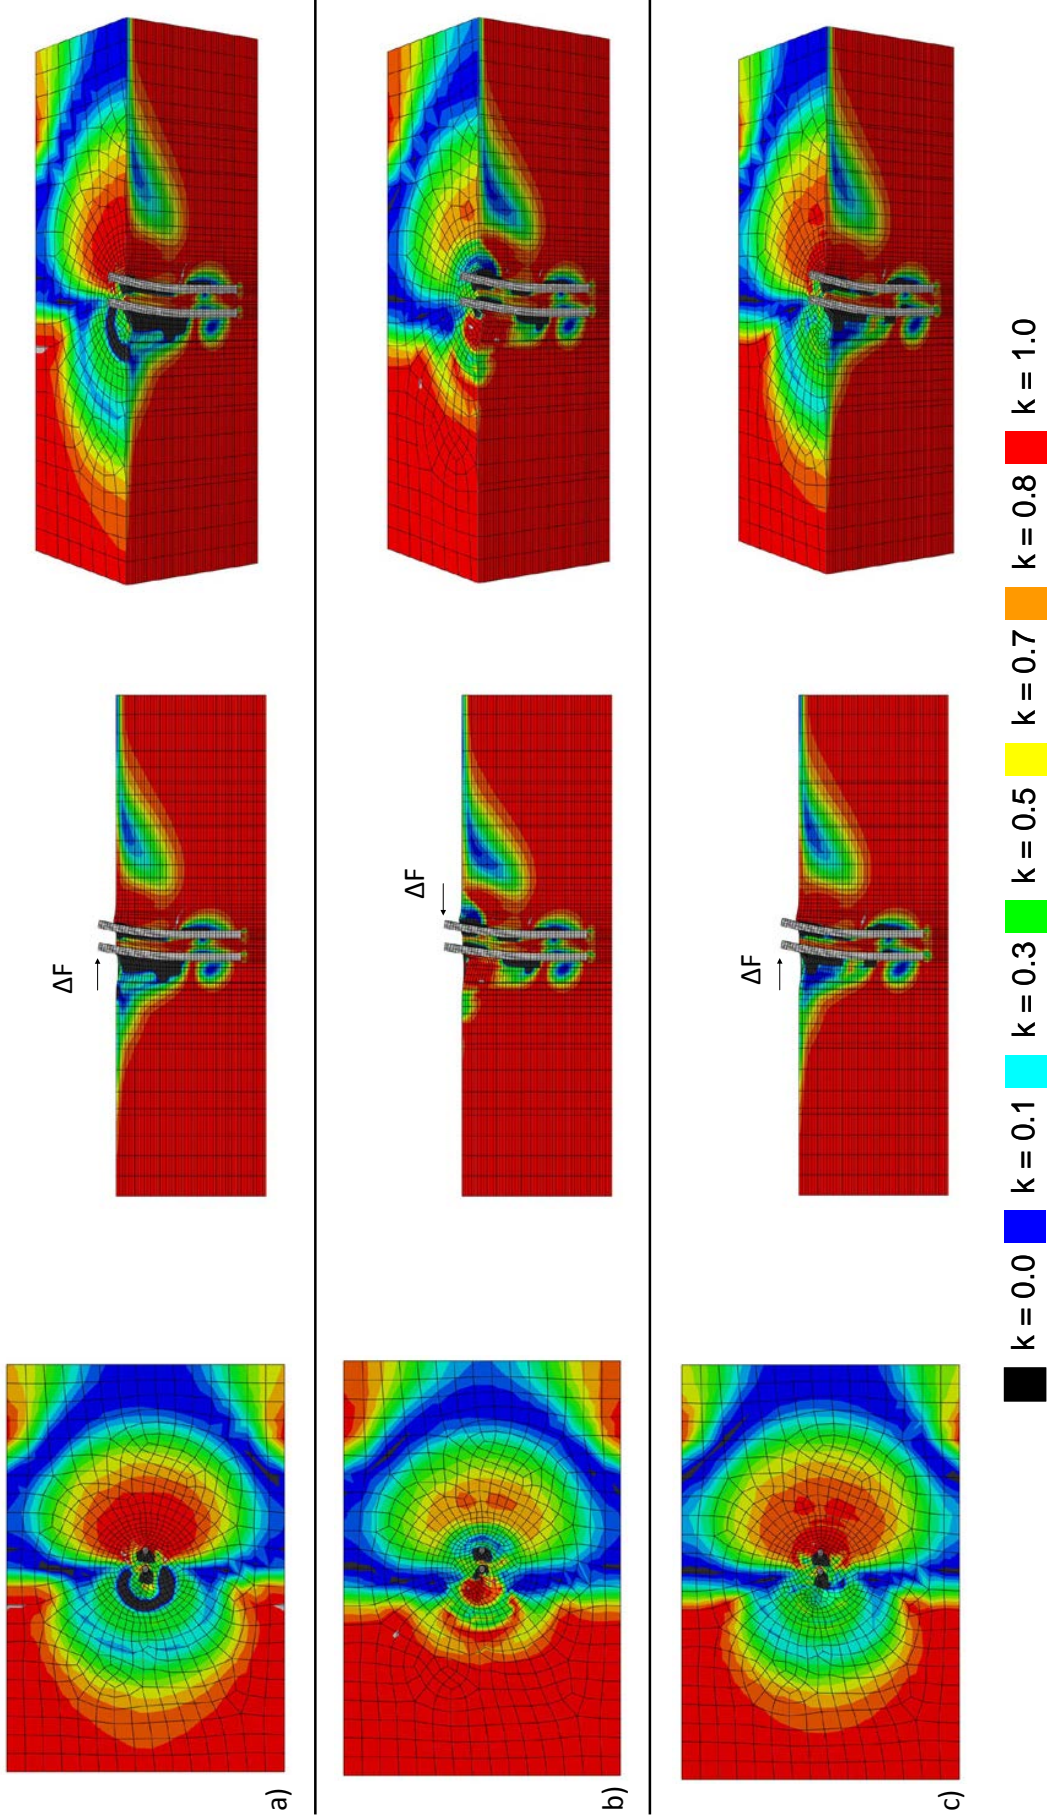 ΔF
a)
ΔF
b)
ΔF
c)
k = 0.0 k = 0.1 k = 0.3 k = 0.5 k = 0.7 k = 0.8 k = 1.0